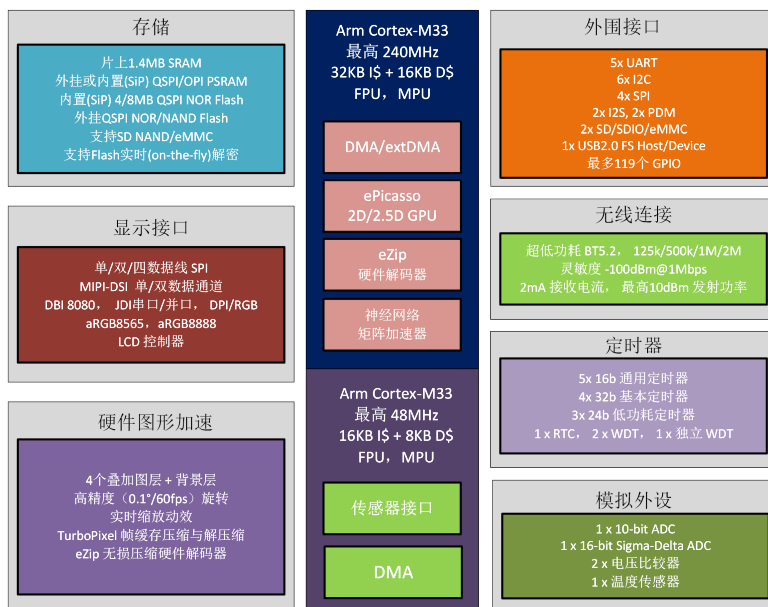 存储
片上1.4MB SRAM
外挂或内置(SiP) QSPI/OPI PSRAM
内置(SiP) 4/8MB QSPI NOR Flash
外挂QSPI NOR/NAND Flash
支持SD NAND/eMMC
支持Flash实时(on-the-fly)解密
显示接口
单/双/四数据线 SPI
MIPI-DSI 单/双数据通道
DBI 8080, JDI串口/并口, DPI/RGB
aRGB8565, aRGB8888
LCD 控制器
硬件图形加速
4个叠加图层 + 背景层
高精度（0.1°/60fps）旋转
实时缩放动效
TurboPixel 帧缓存压缩与解压缩
eZip 无损压缩硬件解码器
Arm Cortex-M33
最高 240MHz
32KB I$ + 16KB D$
FPU, MPU
DMA/extDMA
ePicasso
2D/2.5D GPU
eZip
硬件解码器
神经网络
矩阵加速器
Arm Cortex-M33
最高 48MHz
16KB I$ + 8KB D$
FPU, MPU
传感器接口
DMA
外围接口
5x UART
6x I2C
4x SPI
2x I2S, 2x PDM
2x SD/SDIO/eMMC
1x USB2.0 FS Host/Device
最多119个 GPIO
无线连接
超低功耗 BT5.2, 125k/500k/1M/2M
灵敏度 -100dBm@1Mbps
2mA 接收电流, 最高10dBm 发射功率
定时器
5x 16b 通用定时器
4x 32b 基本定时器
3x 24b 低功耗定时器
1 x RTC, 2 x WDT, 1 x 独立 WDT
模拟外设
1 x 10-bit ADC
1 x 16-bit Sigma-Delta ADC
2 x 电压比较器
1 x 温度传感器